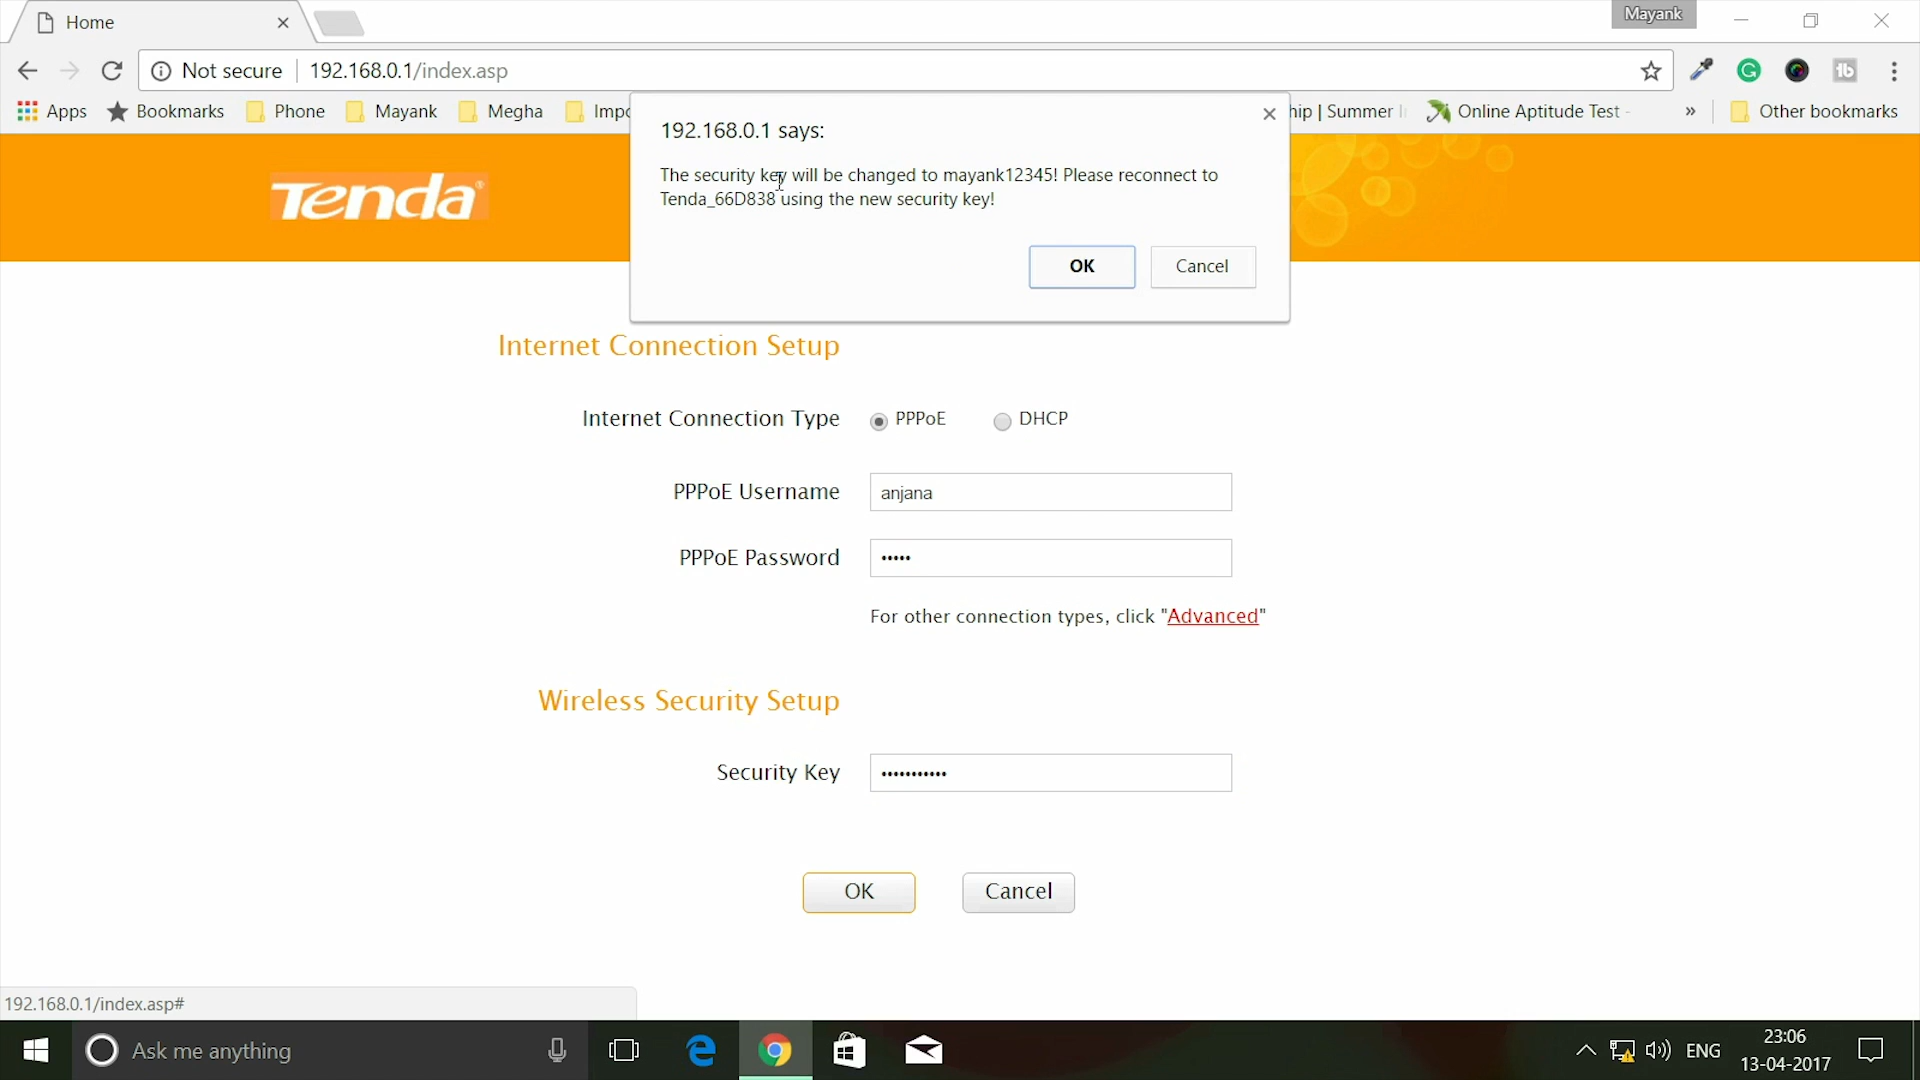 Home
Mayank
Not secure
192.168.0.1/index.asp
Apps
Bookmarks
Phone
Mayank
Megha
Impo
hip | Summer I
Online Aptitude Test -
»
Other bookmarks
192.168.0.1 says:
The security key will be changed to mayank12345! Please reconnect to
Tenda_66D838 using the new security key!
OK
Cancel
Tenda®
Internet Connection Setup
Internet Connection Type
PPPoE
DHCP
PPPoE Username
anjana
PPPoE Password
•••••
For other connection types, click "Advanced"
Wireless Security Setup
Security Key
•••••••••••
OK
Cancel
192.168.0.1/index.asp#
Ask me anything
ENG
23:06
13-04-2017